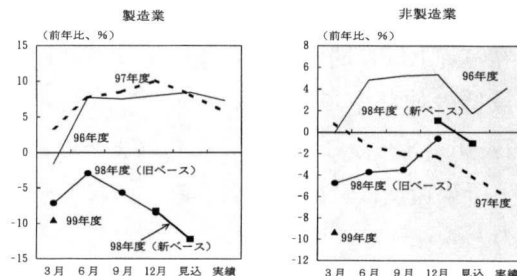 製造業
(前年比、%)
15
10
5
0
-5
-10
-15
97年度
96年度
98年度(旧ベース)
99年度
98年度(新ベース)
3月 6月 9月 12月 見込 実績
非製造業
(前年比、%)
8
6
4
2
0
-2
-4
-6
-8
-10
-12
96年度
98年度(新ベース)
98年度(旧ベース)
97年度
99年度
3月 6月 9月 12月 見込 実績